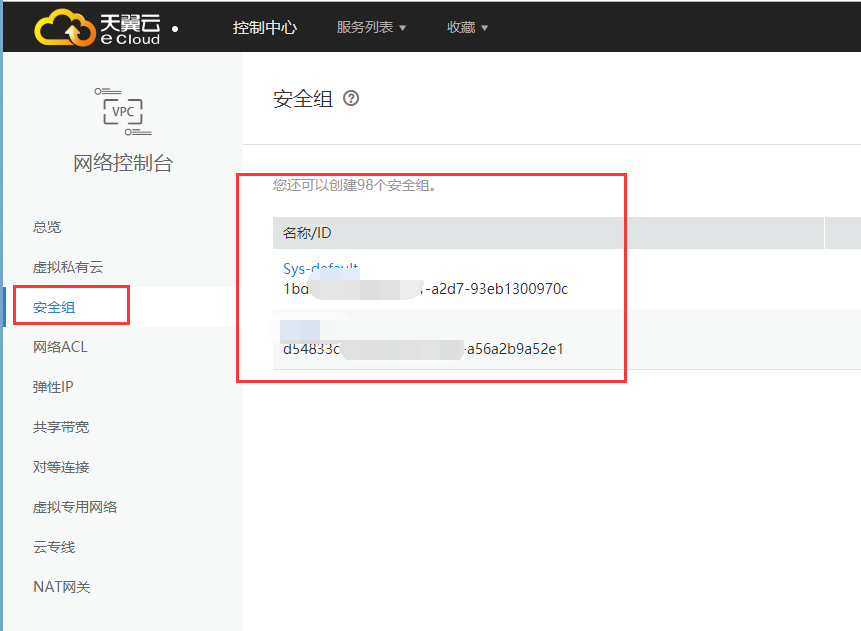 天翼云
e Cloud
控制中心 服务列表 收藏
VPC
网络控制台
总览
虚拟私有云
安全组
网络ACL
弹性IP
共享带宽
对等连接
虚拟专用网络
云专线
NAT网关
安全组 ?
您还可以创建98个安全组。
名称/ID
Sys-default
1bd -a2d7-93eb1300970c
d54833c -a56a2b9a52e1